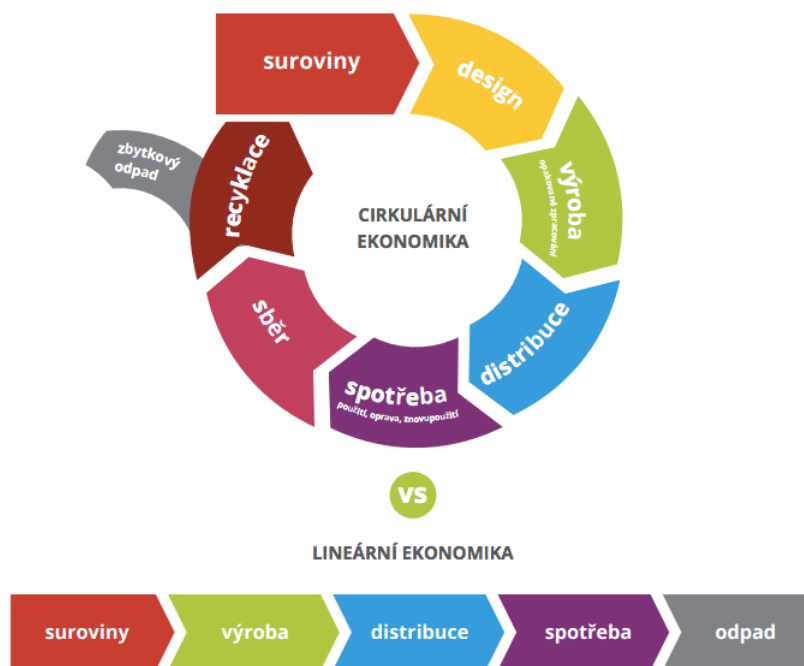 suroviny
design
výroba
opakované zpracování
distribuce
spotřeba
použití, oprava, znovupoužití
sběr
recyklace
zbytkový
odpad
CIRKULÁRNÍ
EKONOMIKA
VS
LINEÁRNÍ EKONOMIKA
suroviny
výroba
distribuce
spotřeba
odpad